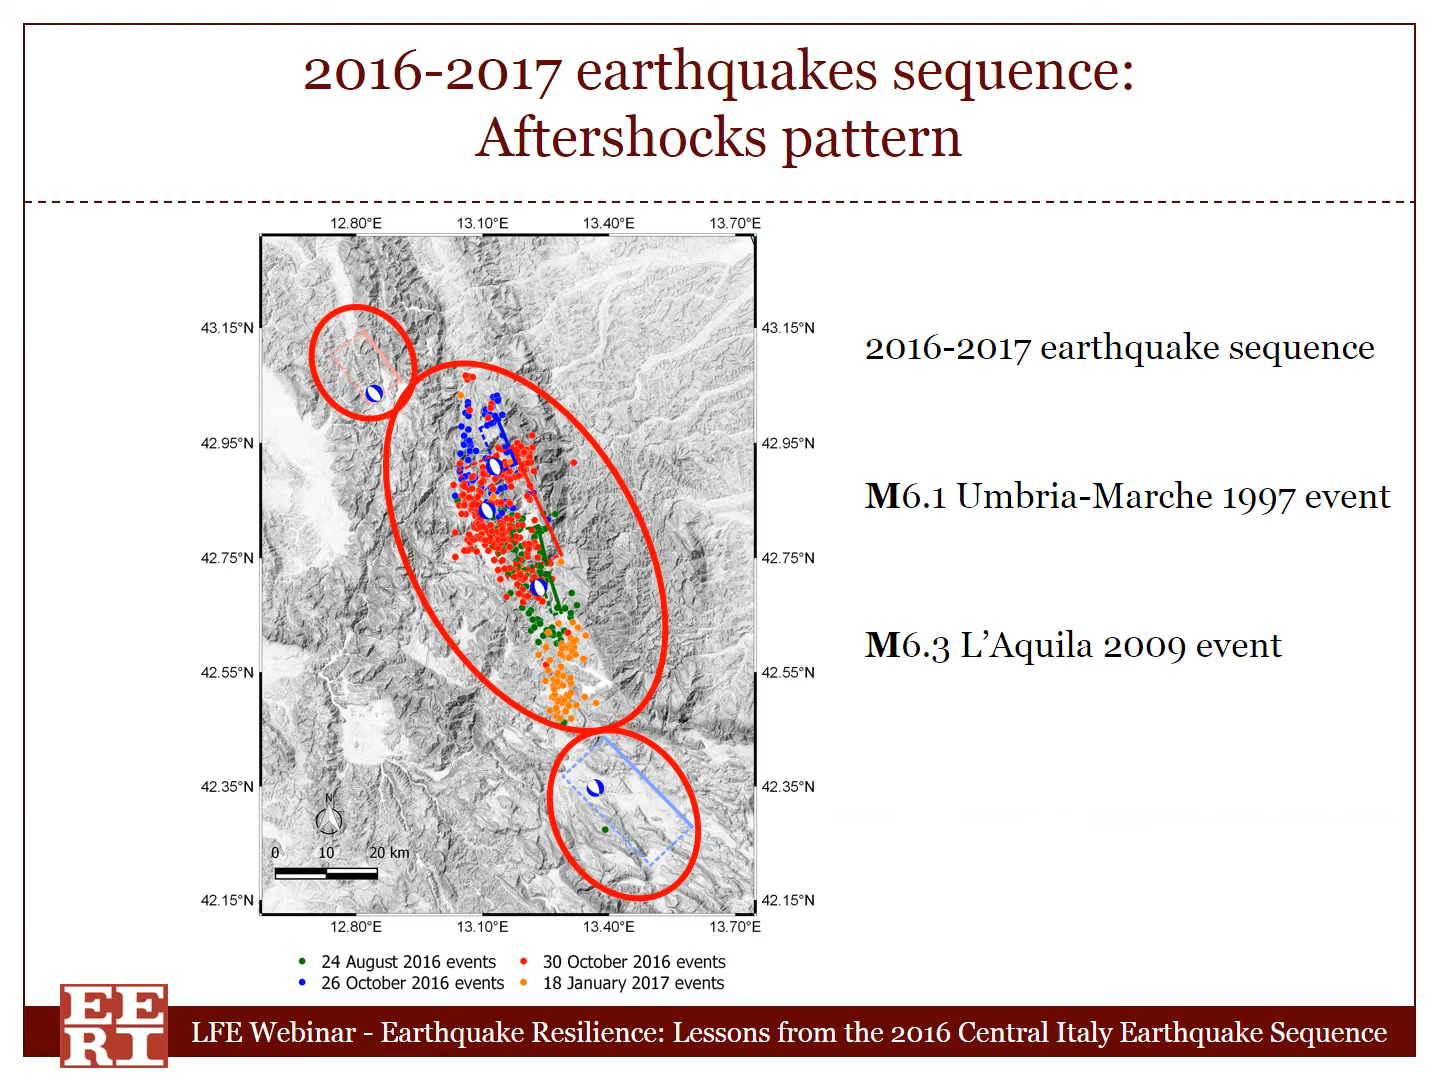 2016-2017 earthquakes sequence:
Aftershocks pattern
12.80°E 13.10°E 13.40°E 13.70°E
43.15°N 43.15°N
2016-2017 earthquake sequence
42.95°N 42.95°N
M6.1 Umbria-Marche 1997 event
42.75°N 42.75°N
M6.3 L’Aquila 2009 event
42.55°N 42.55°N
42.35°N 42.35°N
N
0 10 20 km
42.15°N 42.15°N
12.80°E 13.10°E 13.40°E 13.70°E
24 August 2016 events 30 October 2016 events
26 October 2016 events 18 January 2017 events
EE
RI
LFE Webinar - Earthquake Resilience: Lessons from the 2016 Central Italy Earthquake Sequence